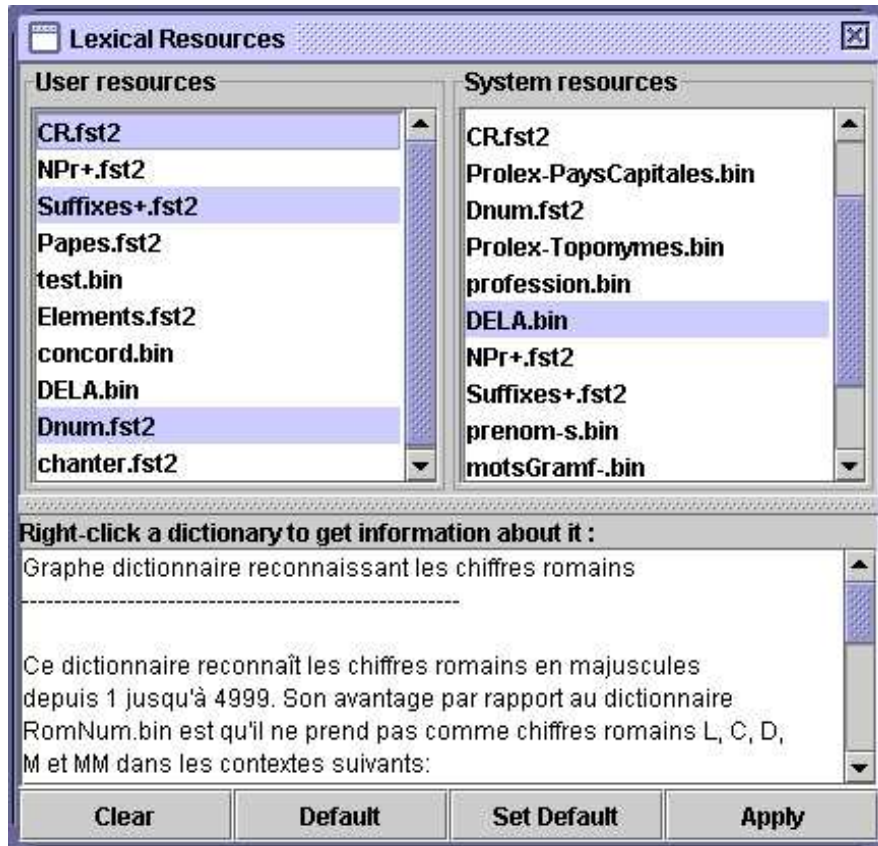 Lexical Resources
User resources
CR.fst2
NPr+.fst2
Suffixes+.fst2
Papes.fst2
test.bin
Elements.fst2
concord.bin
DELA.bin
Dnum.fst2
chanter.fst2
System resources
CR.fst2
Prolex-PaysCapitales.bin
Dnum.fst2
Prolex-Toponymes.bin
profession.bin
DELA.bin
NPr+.fst2
Suffixes+.fst2
prenom-s.bin
motsGramf-.bin
Right-click a dictionary to get information about it :
Graphe dictionnaire reconnaissant les chiffres romains
------------------------------------------------------
Ce dictionnaire reconnaît les chiffres romains en majuscules
depuis 1 jusqu'à 4999. Son avantage par rapport au dictionnaire
RomNum.bin est qu'il ne prend pas comme chiffres romains L, C, D,
M et MM dans les contextes suivants:
Clear
Default
Set Default
Apply